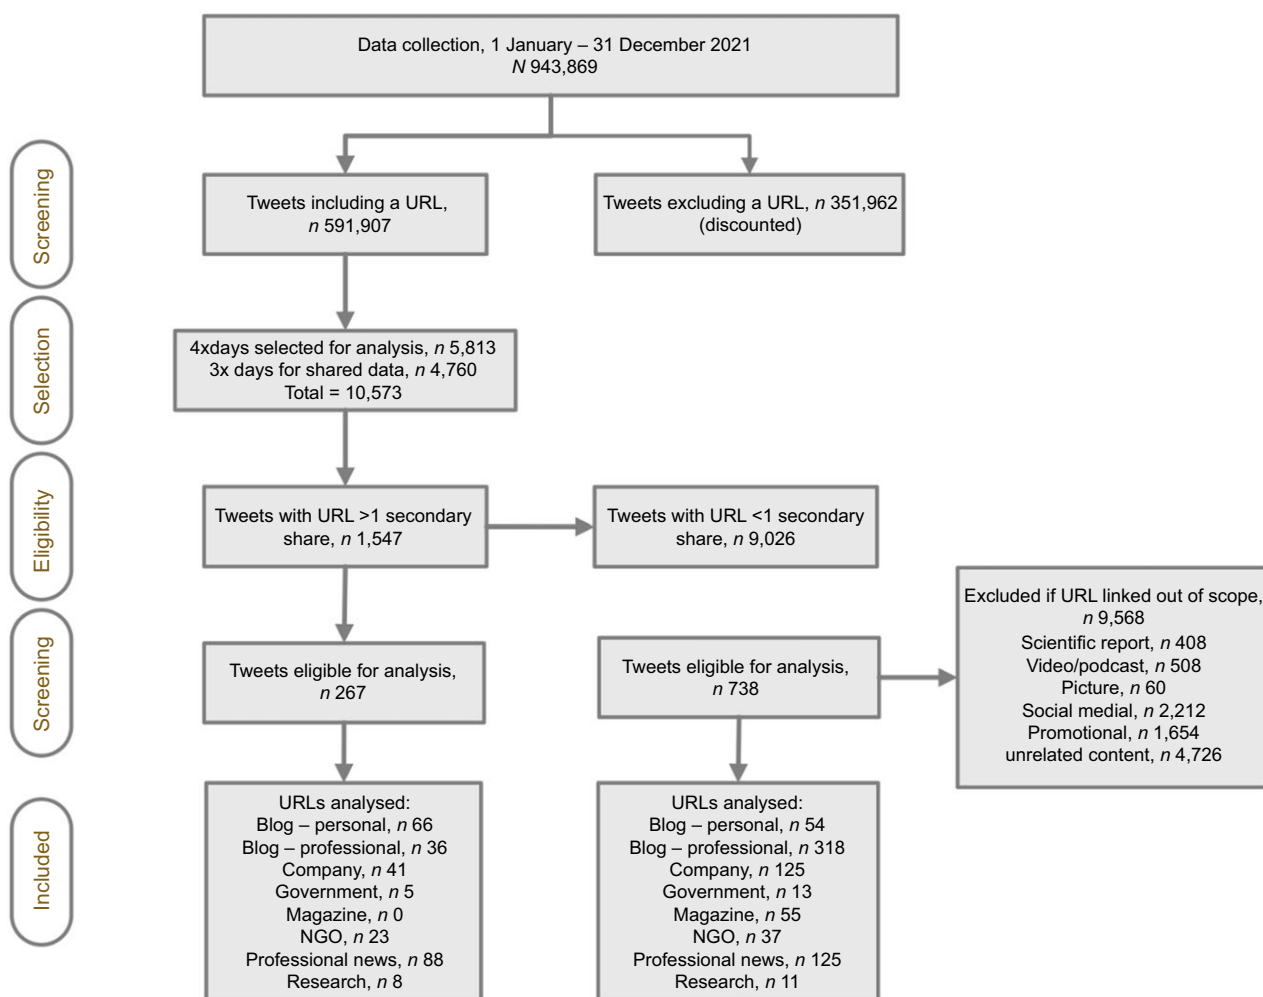 Data collection, 1 January – 31 December 2021
N 943,869
Screening
Tweets including a URL,
n 591,907
Tweets excluding a URL, n 351,962
(discounted)
Selection
4xdays selected for analysis, n 5,813
3x days for shared data, n 4,760
Total = 10,573
Eligibility
Tweets with URL >1 secondary
share, n 1,547
Tweets with URL <1 secondary
share, n 9,026
Screening
Tweets eligible for analysis,
n 267
Tweets eligible for analysis,
n 738
Excluded if URL linked out of scope,
n 9,568
Scientific report, n 408
Video/podcast, n 508
Picture, n 60
Social medial, n 2,212
Promotional, n 1,654
unrelated content, n 4,726
Included
URLs analysed:
Blog – personal, n 66
Blog – professional, n 36
Company, n 41
Government, n 5
Magazine, n 0
NGO, n 23
Professional news, n 88
Research, n 8
URLs analysed:
Blog – personal, n 54
Blog – professional, n 318
Company, n 125
Government, n 13
Magazine, n 55
NGO, n 37
Professional news, n 125
Research, n 11